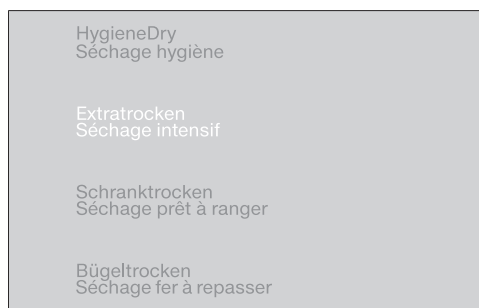 HygieneDry
Séchage hygiène
Extratrocken
Séchage intensif
Schranktrocken
Séchage prêt à ranger
Bügeltrocken
Séchage fer à repasser